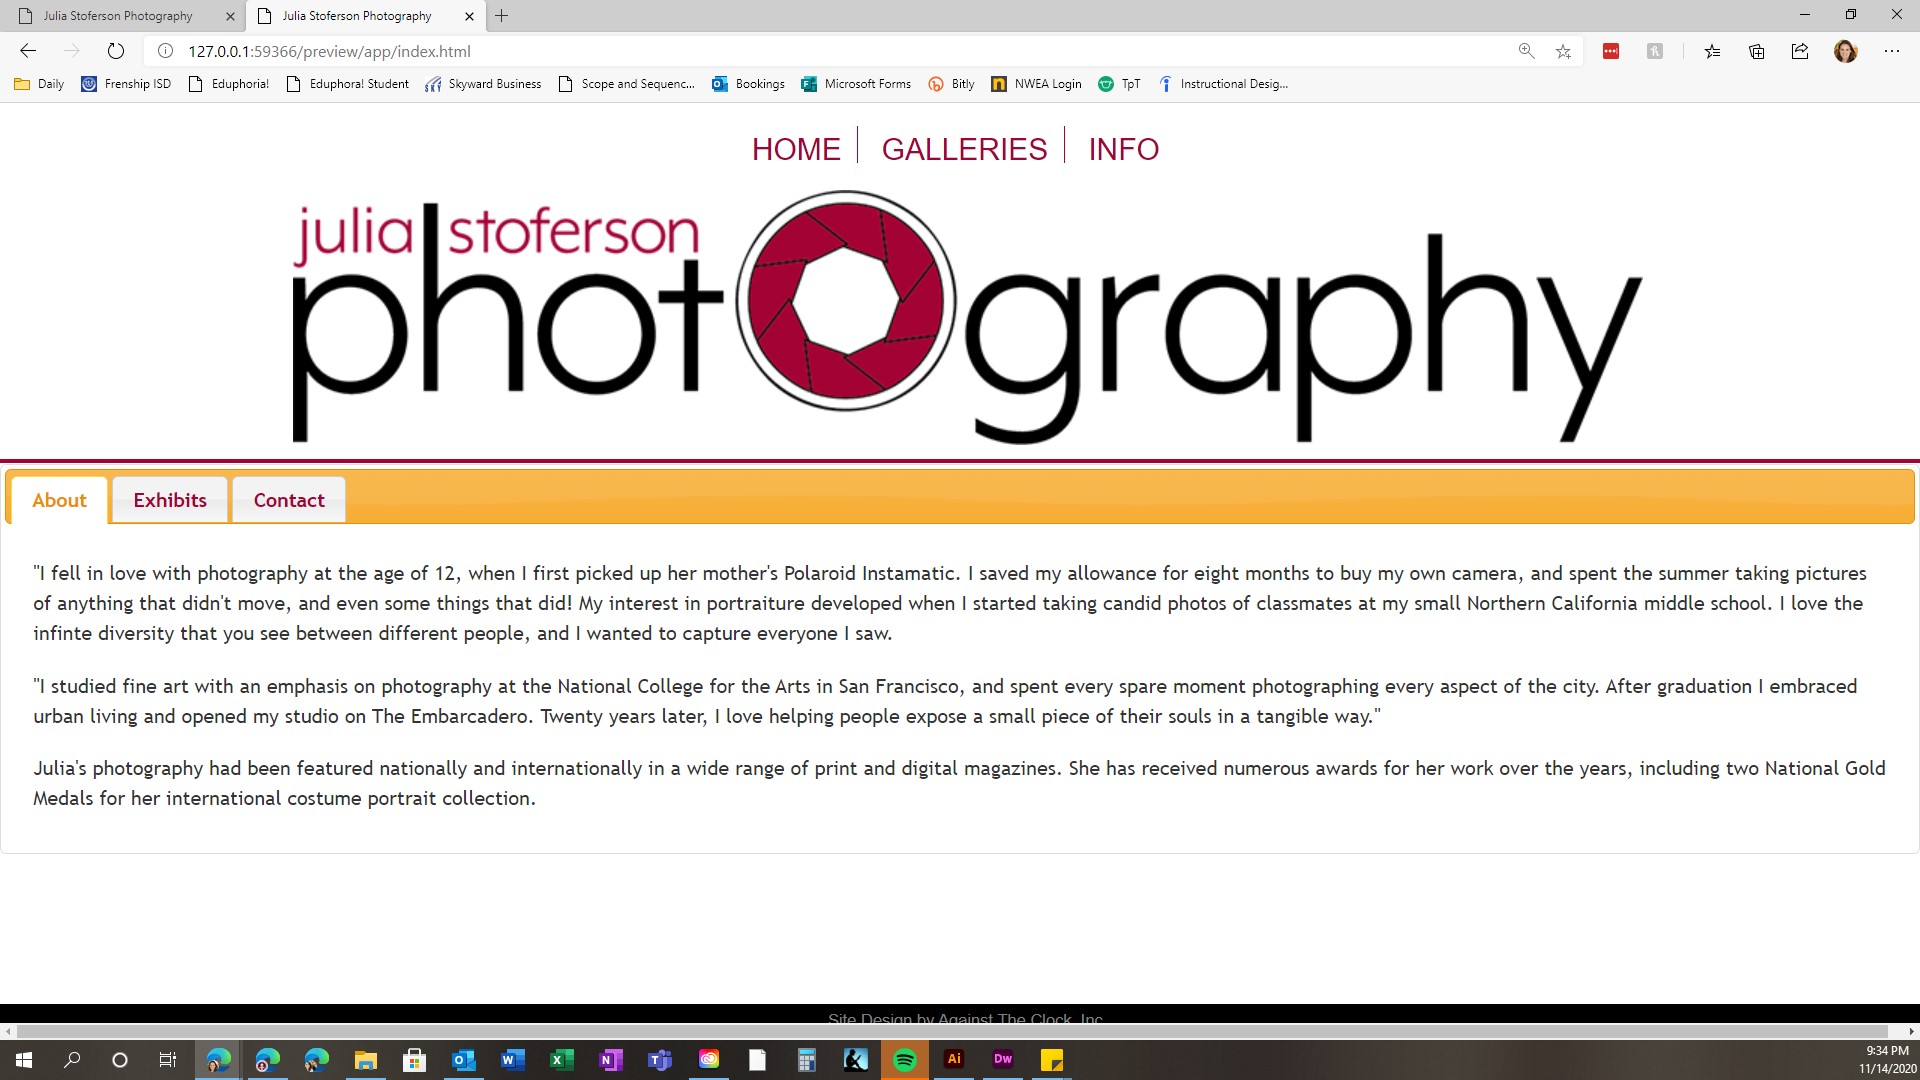 Julia Stoferson Photography
Julia Stoferson Photography
127.0.0.1:59366/preview/app/index.html
Daily Frenship ISD Eduphoria! Eduphora! Student Skyward Business Scope and Sequenc... Bookings Microsoft Forms Bitly NWEA Login TpT Instructional Desig...
HOME GALLERIES INFO
julia stoferson
photography
About Exhibits Contact
"I fell in love with photography at the age of 12, when I first picked up her mother's Polaroid Instamatic. I saved my allowance for eight months to buy my own camera, and spent the summer taking pictures
of anything that didn't move, and even some things that did! My interest in portraiture developed when I started taking candid photos of classmates at my small Northern California middle school. I love the
infinte diversity that you see between different people, and I wanted to capture everyone I saw.
"I studied fine art with an emphasis on photography at the National College for the Arts in San Francisco, and spent every spare moment photographing every aspect of the city. After graduation I embraced
urban living and opened my studio on The Embarcadero. Twenty years later, I love helping people expose a small piece of their souls in a tangible way."
Julia's photography had been featured nationally and internationally in a wide range of print and digital magazines. She has received numerous awards for her work over the years, including two National Gold
Medals for her international costume portrait collection.
Site Design by Against The Clock, Inc.
Ai Dw
9:34 PM
11/14/2020